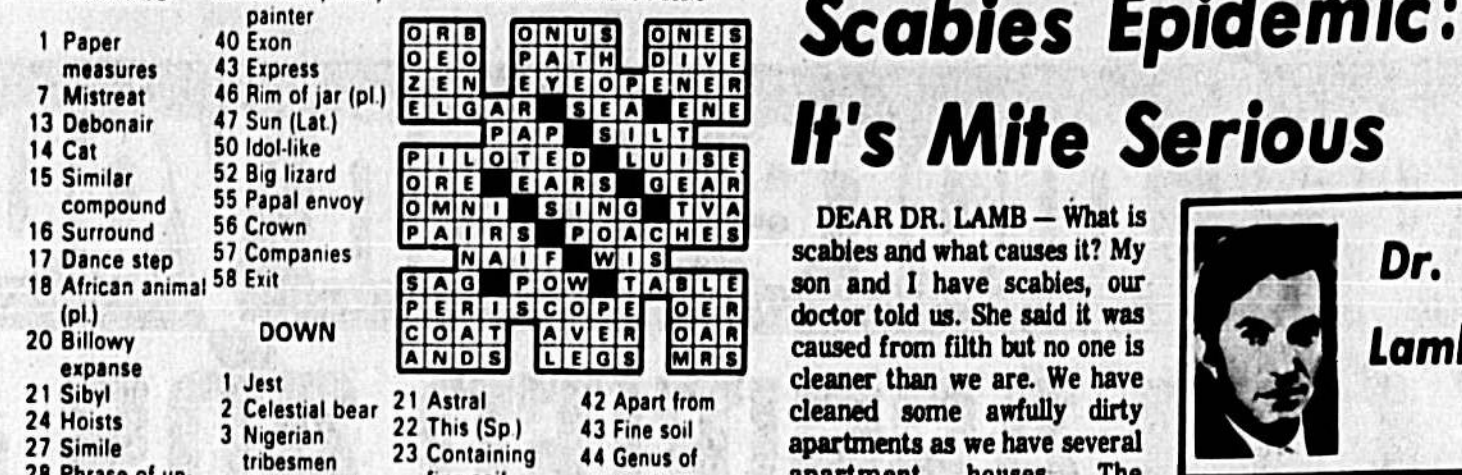 1 Paper
measures
7 Mistreat
13 Debonair
14 Cat
15 Similar
compound
16 Surround
17 Dance step
18 African animal
(pl.)
20 Billowy
expanse
21 Sibyl
24 Hoists
27 Simile
painter
40 Exon
43 Express
46 Rim of jar (pl.)
47 Sun (Lat.)
50 Idol-like
52 Big lizard
55 Papal envoy
56 Crown
57 Companies
58 Exit
DOWN
1 Jest
2 Celestial bear
3 Nigerian
tribesmen
ORB ONUS ONES
OEO PATH DIVE
ZEN EYEOPENER
ELGAR SEA ENE
PAP SILT
PILOTED LUISE
ORE EARS GEAR
OMNI SING TVA
PAIRS POACHES
NAIF WIS
SAG POW TABLE
PERISCOPE OER
COAT AVER OAR
ANDS LEGS MRS
21 Astral
22 This (Sp.)
23 Containing
42 Apart from
43 Fine soil
44 Genus of
Scabies Epidemic:
It's Mite Serious
DEAR DR. LAMB — What is
scabies and what causes it? My
son and I have scabies, our
doctor told us. She said it was
caused from filth but no one is
cleaner than we are. We have
cleaned some awfully dirty
apartments as we have several
apartment houses. The
Dr.
Lamb